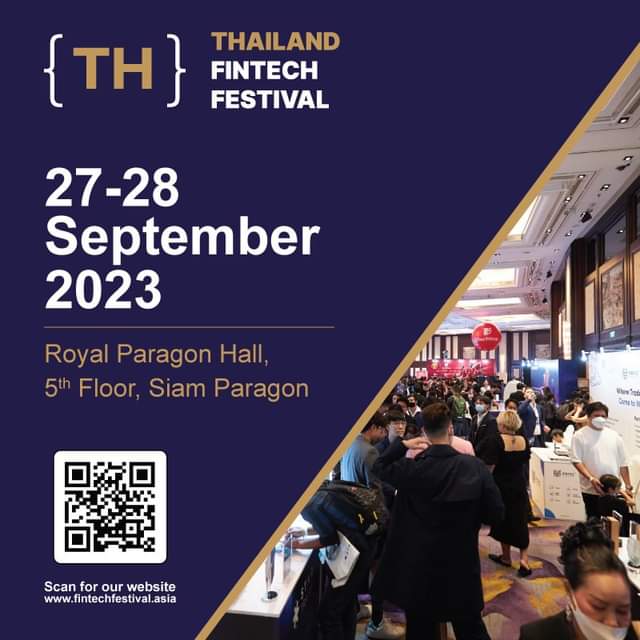 {TH}
THAILAND
FINTECH
FESTIVAL
27-28
September
2023
Royal Paragon Hall,
5th Floor, Siam Paragon
Scan for our website
www.fintechfestival.asia